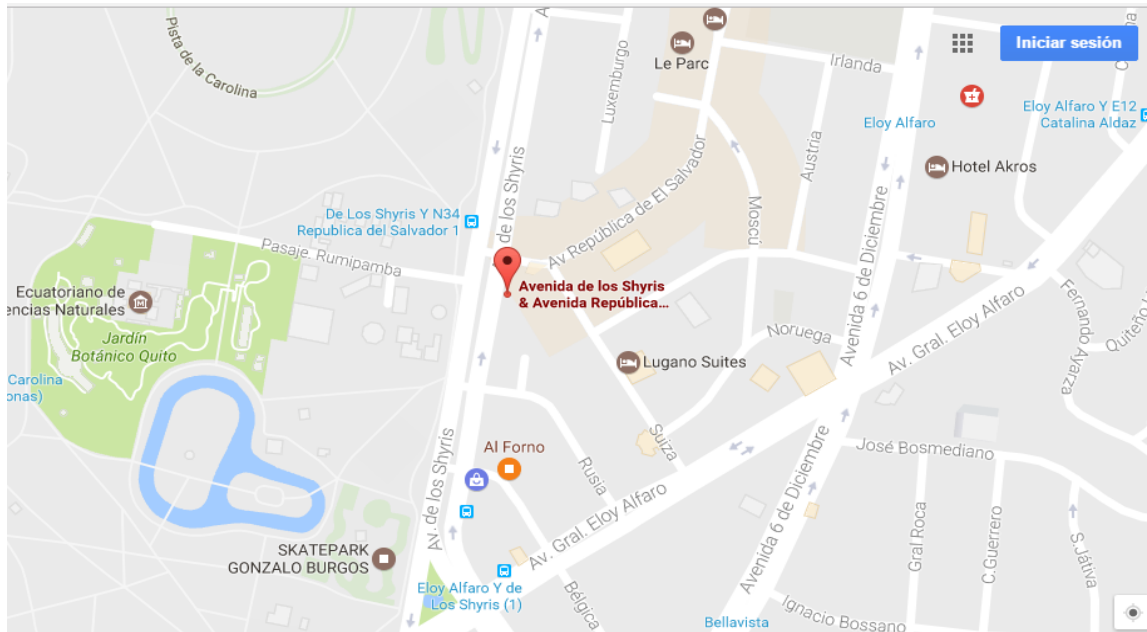 Pista de la Carolina
Iniciar sesión
Le Parc
Irlanda
Luxemburgo
Eloy Alfaro Y E12
Catalina Aldaz
Eloy Alfaro
Austria
Hotel Akros
Av. República de El Salvador
de los Shyris
Moscú
De Los Shyris Y N34
Republica del Salvador 1
Pasaje. Rumipamba
Avenida de los Shyris
& Avenida República...
Avenida 6 de Diciembre
Ecuatoriano de
encias Naturales
Jardín
Botánico Quito
Fernando Ayarza
Quiteño
Noruega
Av. Gral. Eloy Alfaro
Lugano Suites
Carolina
onas)
Suiza
Al Forno
Av. de los Shyris
Rusia
José Bosmediano
Avenida 6 de Diciembre
Av. Gral. Eloy Alfaro
Gral Roca
C.Guerrero
S.Játiva
SKATEPARK
GONZALO BURGOS
Eloy Alfaro Y de
Los Shyris (1)
Bélgica
Ignacio Bossano
Bellavista